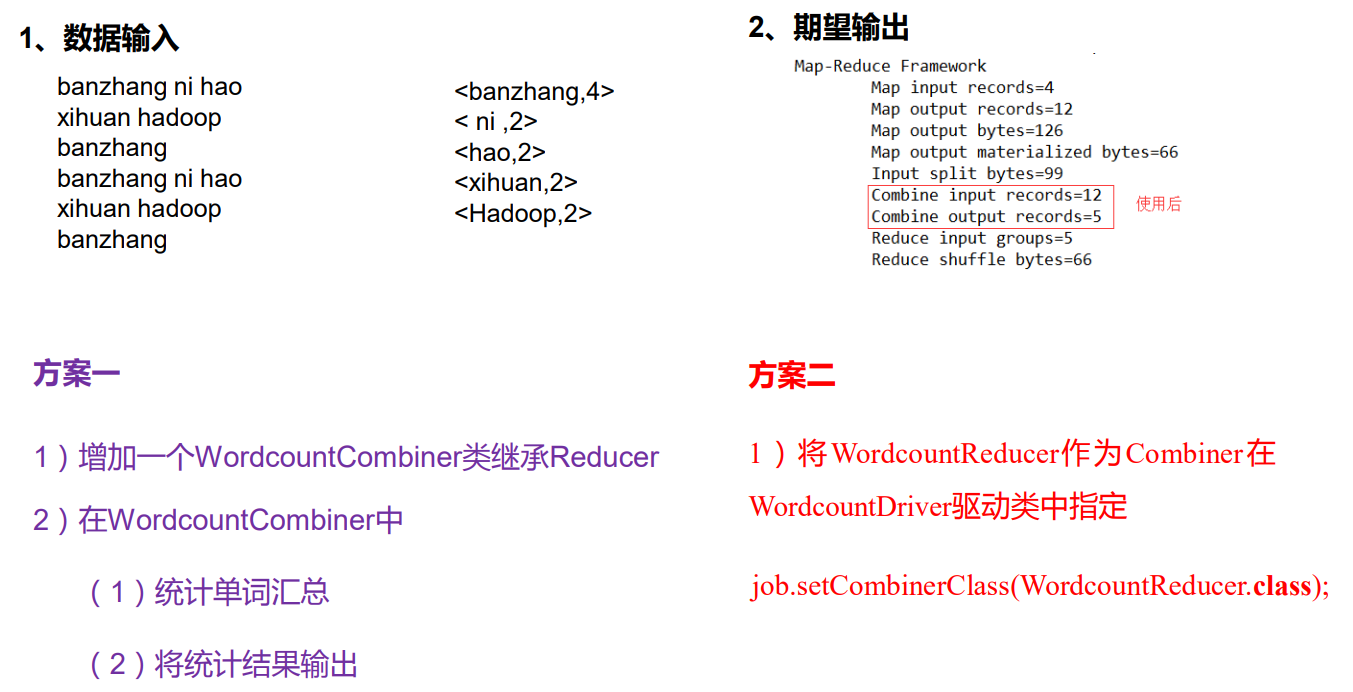 1、数据输入
banzhang ni hao
xihuan hadoop
banzhang
banzhang ni hao
xihuan hadoop
banzhang
<banzhang,4>
< ni ,2>
<hao,2>
<xihuan,2>
<Hadoop,2>
2、期望输出
Map-Reduce Framework
Map input records=4
Map output records=12
Map output bytes=126
Map output materialized bytes=66
Input split bytes=99
Combine input records=12
Combine output records=5
使用后
Reduce input groups=5
Reduce shuffle bytes=66
方案一
1）增加一个WordcountCombiner类继承Reducer
2）在WordcountCombiner中
（1）统计单词汇总
（2）将统计结果输出
方案二
1）将WordcountReducer作为Combiner在
WordcountDriver驱动类中指定
job.setCombinerClass(WordcountReducer.class);